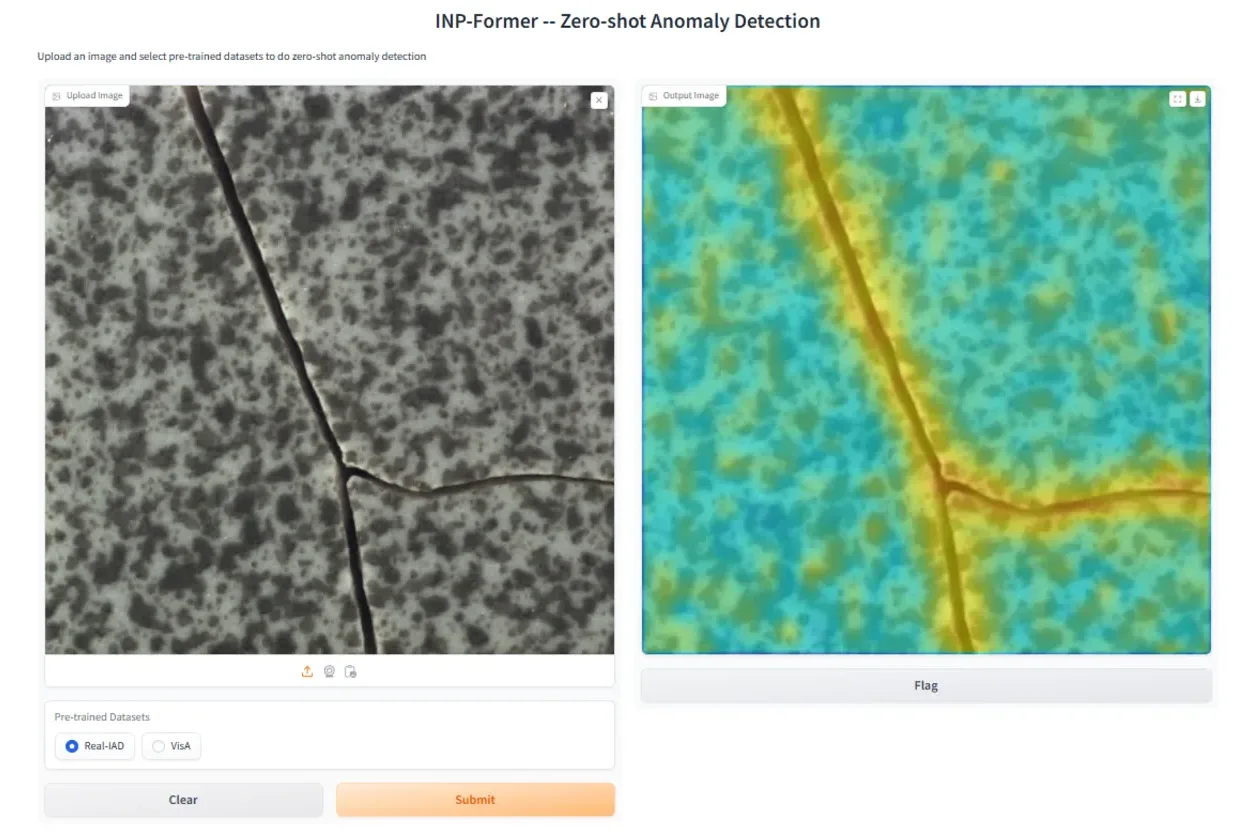 INP-Former -- Zero-shot Anomaly Detection
Upload an image and select pre-trained datasets to do zero-shot anomaly detection
Upload Image
Output Image
Flag
Pre-trained Datasets
Real-IAD
VisA
Clear
Submit